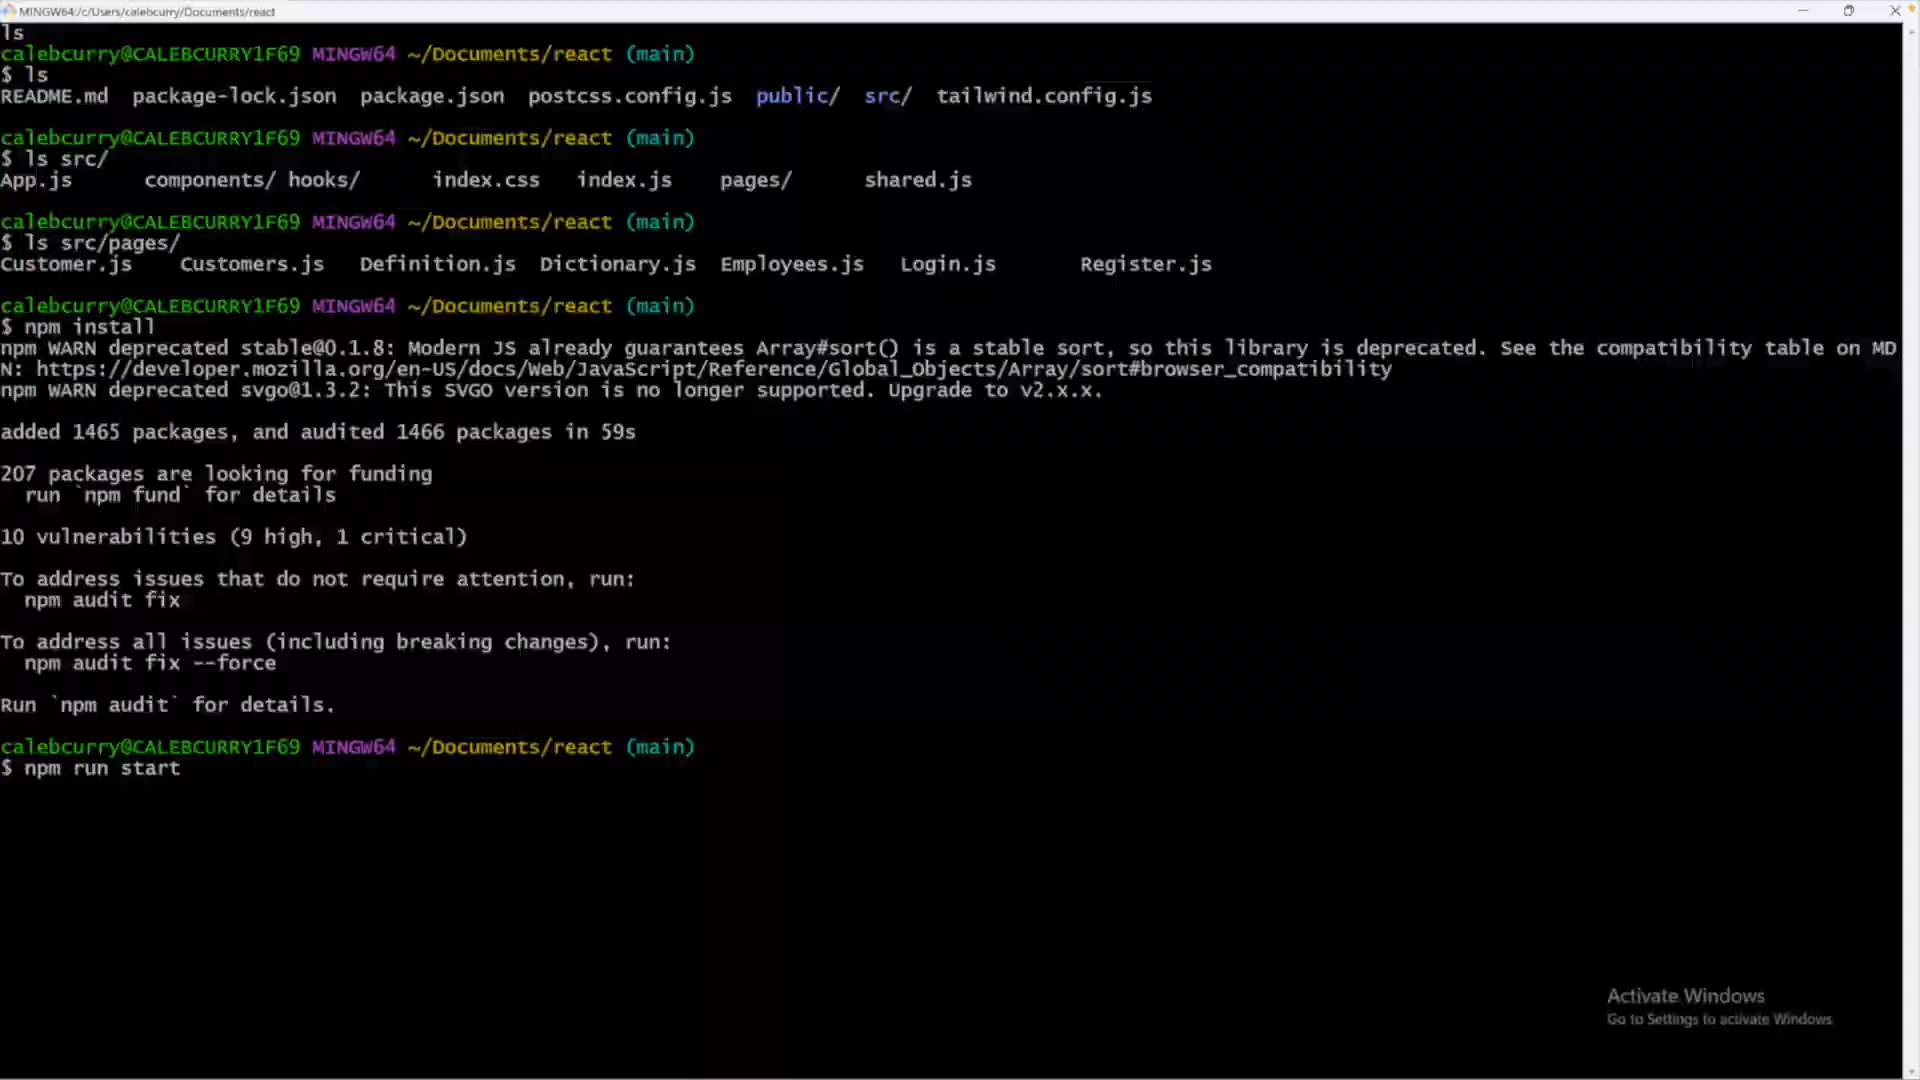 MINGW64:/c/Users/calebcurry/Documents/react
ls
calebcurry@CALEBCURRY1F69 MINGW64 ~/Documents/react (main)
$ ls
README.md  package-lock.json  package.json  postcss.config.js  public/  src/  tailwind.config.js
calebcurry@CALEBCURRY1F69 MINGW64 ~/Documents/react (main)
$ ls src/
App.js      components/ hooks/      index.css   index.js    pages/      shared.js
calebcurry@CALEBCURRY1F69 MINGW64 ~/Documents/react (main)
$ ls src/pages/
Customer.js    Customers.js   Definition.js  Dictionary.js  Employees.js   Login.js       Register.js
calebcurry@CALEBCURRY1F69 MINGW64 ~/Documents/react (main)
$ npm install
npm WARN deprecated stable@0.1.8: Modern JS already guarantees Array#sort() is a stable sort, so this library is deprecated. See the compatibility table on MD
N: https://developer.mozilla.org/en-US/docs/Web/JavaScript/Reference/Global_Objects/Array/sort#browser_compatibility
npm WARN deprecated svgo@1.3.2: This SVGO version is no longer supported. Upgrade to v2.x.x.
added 1465 packages, and audited 1466 packages in 59s
207 packages are looking for funding
  run `npm fund` for details
10 vulnerabilities (9 high, 1 critical)
To address issues that do not require attention, run:
  npm audit fix
To address all issues (including breaking changes), run:
  npm audit fix --force
Run `npm audit` for details.
calebcurry@CALEBCURRY1F69 MINGW64 ~/Documents/react (main)
$ npm run start
Activate Windows
Go to Settings to activate Windows.